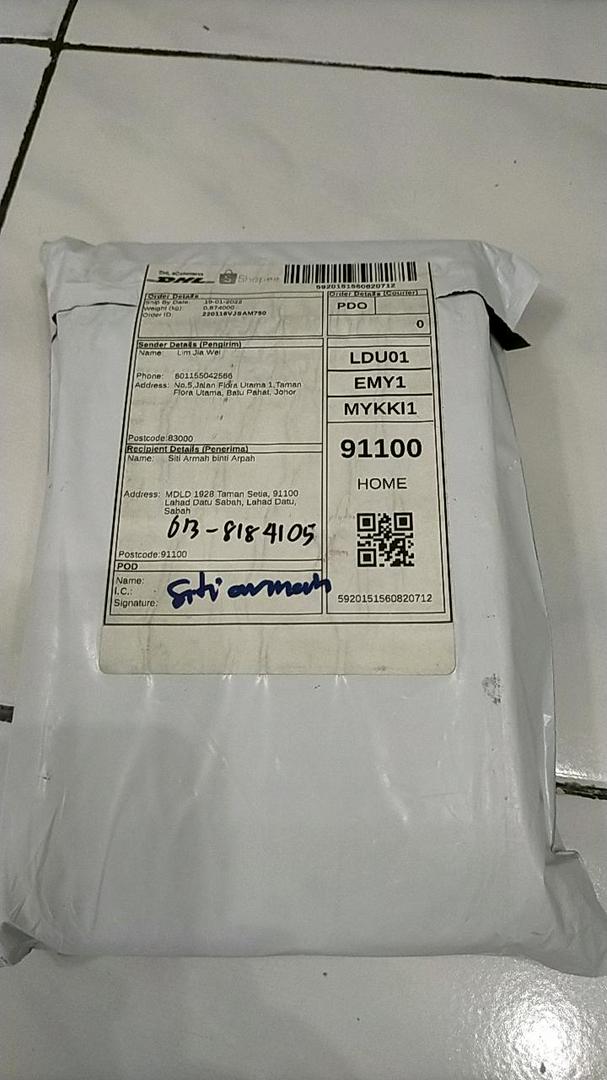 DHL eCommerce
DHL Shopee
5920151560820712
Order Details
Ship By Date: 19-01-2022
Weight (kg): 0.874000
Order ID:
Order Details (Courier)
PDO
0
Sender Details (Pengirim)
Name: Lim Jia Wei
Phone: 601155042566
Address: No.5,Jalan Flora Utama 1,Taman
Flora Utama, Batu Pahat, Johor
Postcode:83000
LDU01
EMY1
MYKKI1
91100
HOME
Recipient Details (Penerima)
Name: Siti Armah binti Arpah
Address: MDLD 1928 Taman Setia, 91100
Lahad Datu Sabah, Lahad Datu,
Sabah
013-8184105
Postcode:91100
POD
Name:
I.C.:
Signature:
Siti armah
5920151560820712